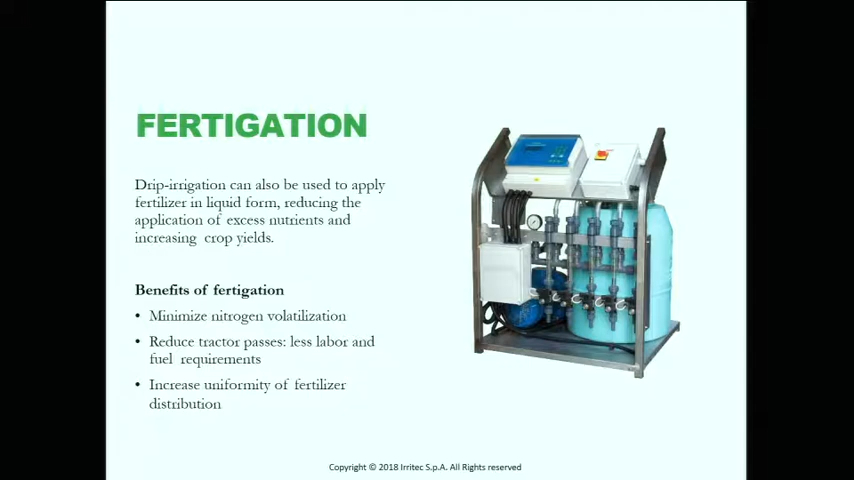 FERTIGATION
Drip-irrigation can also be used to apply
fertilizer in liquid form, reducing the
application of excess nutrients and
increasing crop yields.
Benefits of fertigation
• Minimize nitrogen volatilization
• Reduce tractor passes: less labor and
fuel requirements
• Increase uniformity of fertilizer
distribution
Copyright © 2018 Irritec S.p.A. All Rights reserved